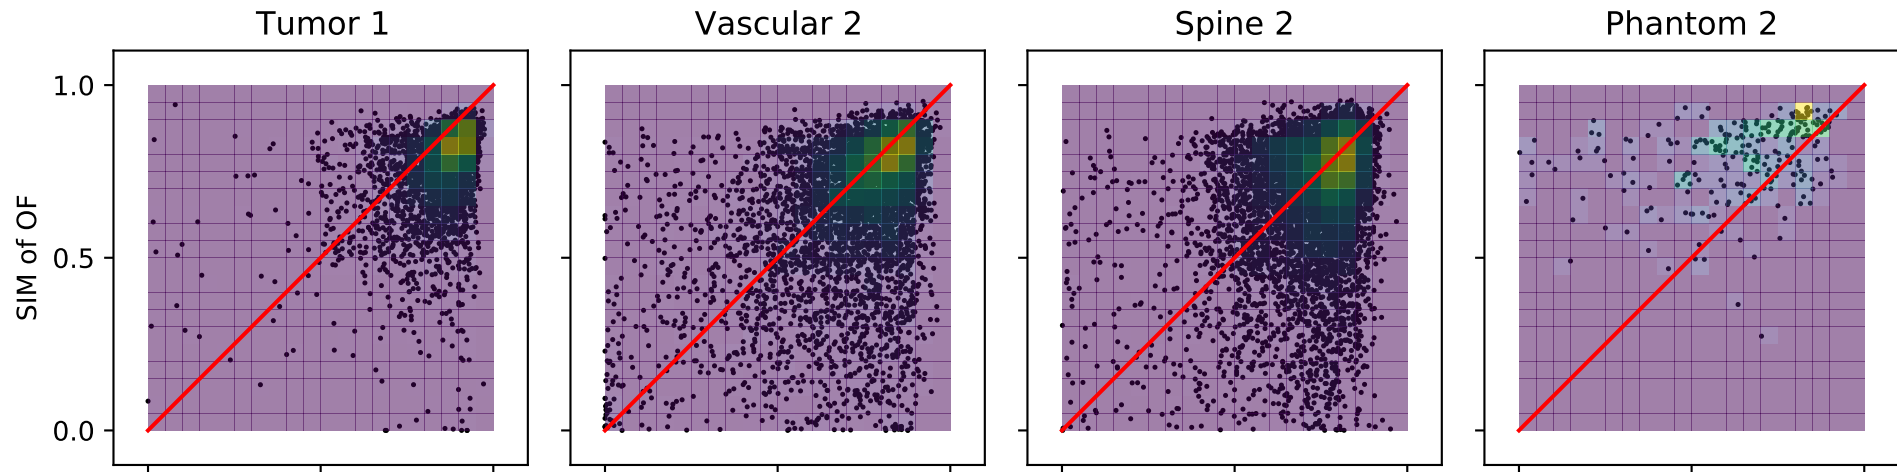 Tumor 1
Vascular 2
Spine 2
Phantom 2
1.0
0.5
0.0
SIM of OF